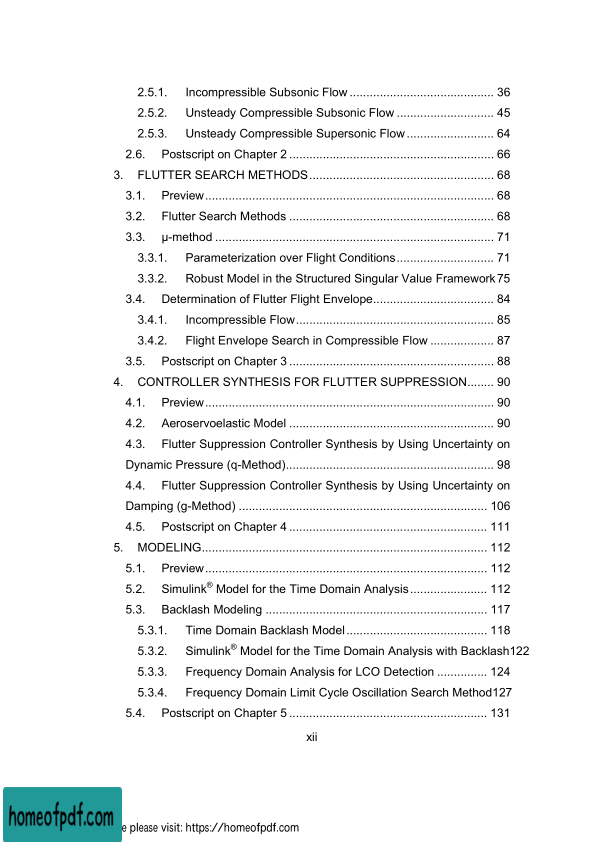 2.5.1. Incompressible Subsonic Flow ........................................... 36
2.5.2. Unsteady Compressible Subsonic Flow ............................. 45
2.5.3. Unsteady Compressible Supersonic Flow .......................... 64
2.6. Postscript on Chapter 2 .............................................................. 66
3. FLUTTER SEARCH METHODS ....................................................... 68
3.1. Preview ....................................................................................... 68
3.2. Flutter Search Methods .............................................................. 68
3.3. μ-method .................................................................................... 71
3.3.1. Parameterization over Flight Conditions ............................. 71
3.3.2. Robust Model in the Structured Singular Value Framework 75
3.4. Determination of Flutter Flight Envelope .................................... 84
3.4.1. Incompressible Flow ........................................................... 85
3.4.2. Flight Envelope Search in Compressible Flow ................... 87
3.5. Postscript on Chapter 3 .............................................................. 88
4. CONTROLLER SYNTHESIS FOR FLUTTER SUPPRESSION ........ 90
4.1. Preview ....................................................................................... 90
4.2. Aeroservoelastic Model .............................................................. 90
4.3. Flutter Suppression Controller Synthesis by Using Uncertainty on
Dynamic Pressure (q-Method) .............................................................. 98
4.4. Flutter Suppression Controller Synthesis by Using Uncertainty on
Damping (g-Method) ........................................................................... 106
4.5. Postscript on Chapter 4 ............................................................ 111
5. MODELING ..................................................................................... 112
5.1. Preview ..................................................................................... 112
5.2. Simulink® Model for the Time Domain Analysis ....................... 112
5.3. Backlash Modeling ................................................................... 117
5.3.1. Time Domain Backlash Model .......................................... 118
5.3.2. Simulink® Model for the Time Domain Analysis with Backlash 122
5.3.3. Frequency Domain Analysis for LCO Detection ............... 124
5.3.4. Frequency Domain Limit Cycle Oscillation Search Method 127
5.4. Postscript on Chapter 5 ............................................................ 131
xii
homeofpdf.com
e please visit: https://homeofpdf.com